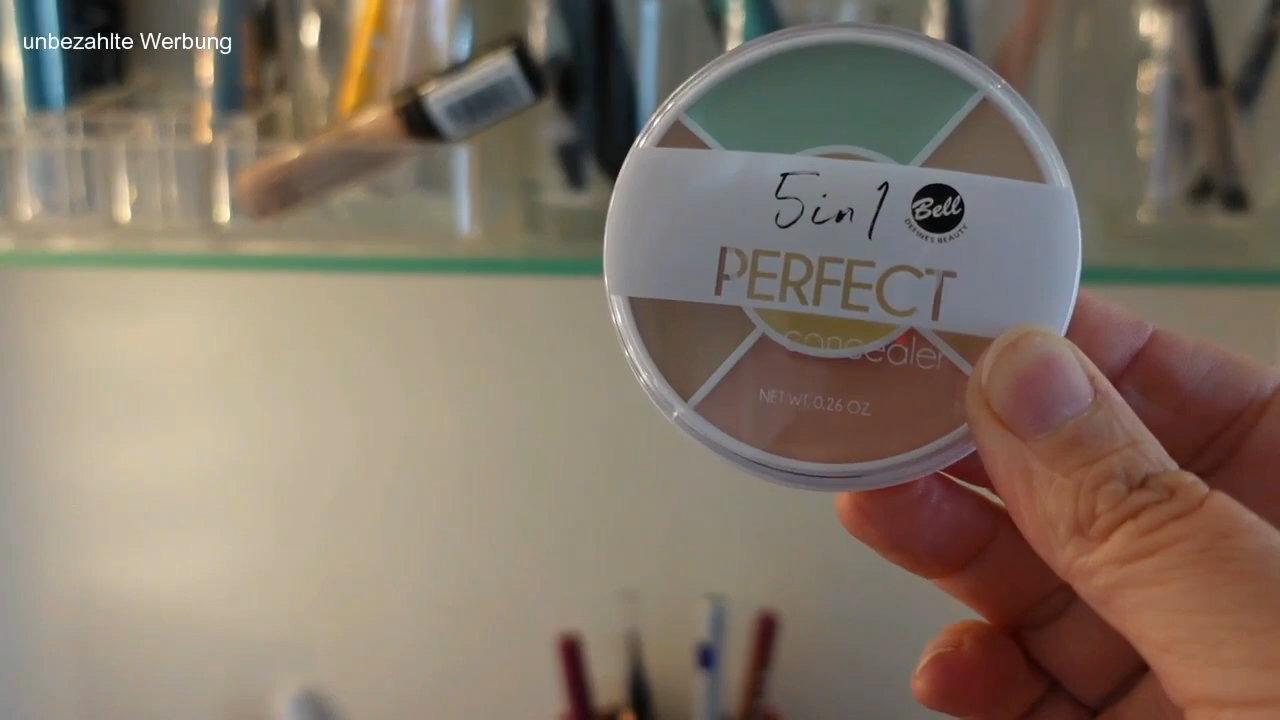 unbezahlte Werbung
5in1
Bell
DEFINES BEAUTY
PERFECT
concealer
NET WT. 0.26 OZ